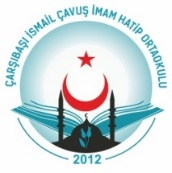 ÇARŞIBAŞI İSMAİL ÇAVUŞ İMAM HATİP ORTAOKULU
2012